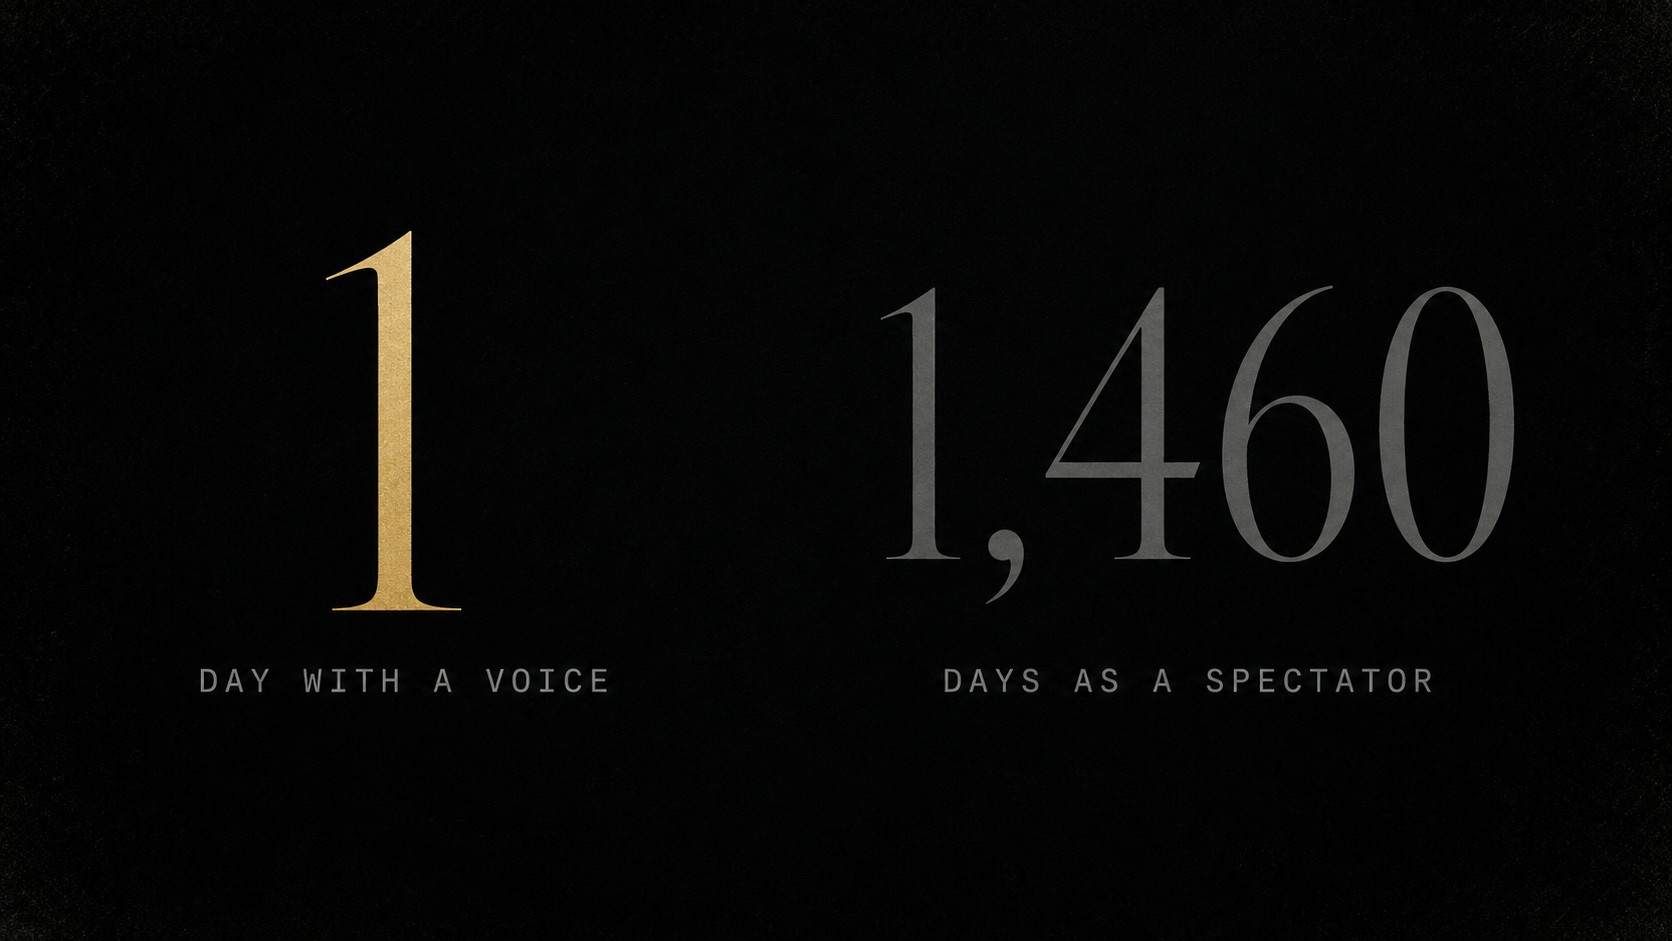 1
DAY WITH A VOICE
1,460
DAYS AS A SPECTATOR